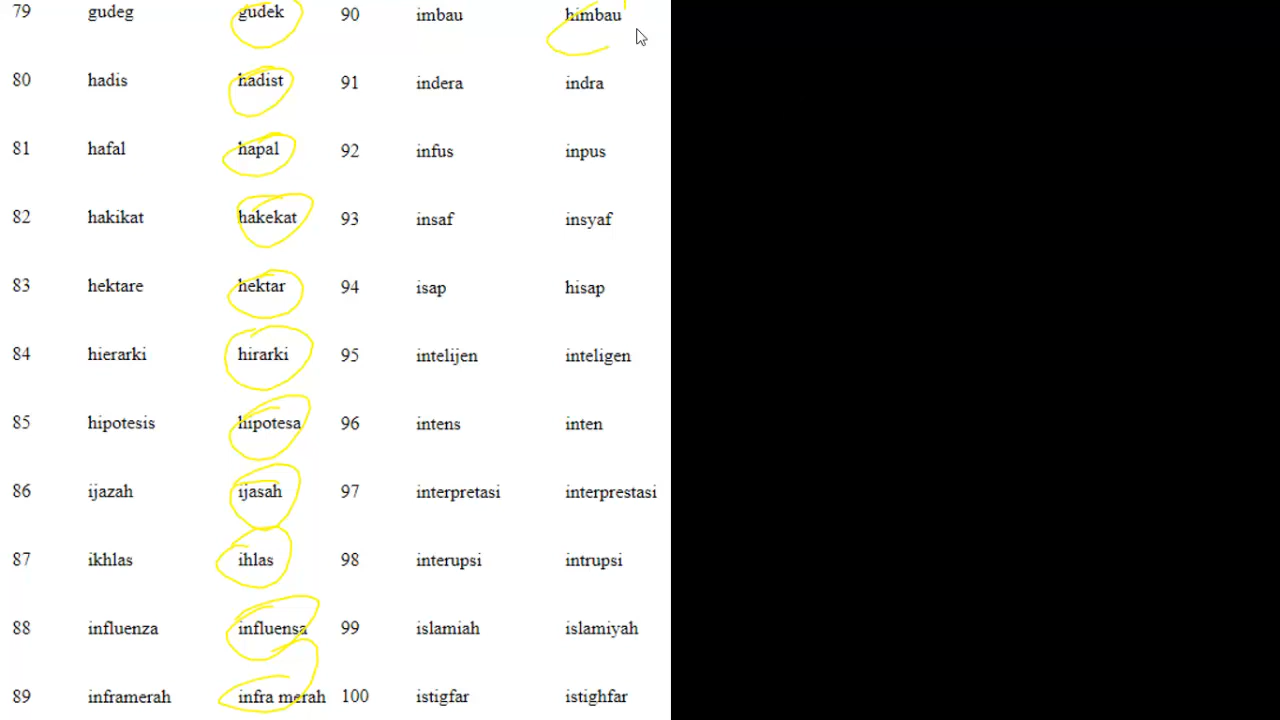 79 gudeg gudek 90 imbau himbau
80 hadis hadist 91 indera indra
81 hafal hapal 92 infus inpus
82 hakikat hakekat 93 insaf insyaf
83 hektare hektar 94 isap hisap
84 hierarki hirarki 95 intelijen inteligen
85 hipotesis hipotesa 96 intens inten
86 ijazah ijasah 97 interpretasi interprestasi
87 ikhlas ihlas 98 interupsi intrupsi
88 influenza influensa 99 islamiah islamiyah
89 inframerah infra merah 100 istigfar istighfar